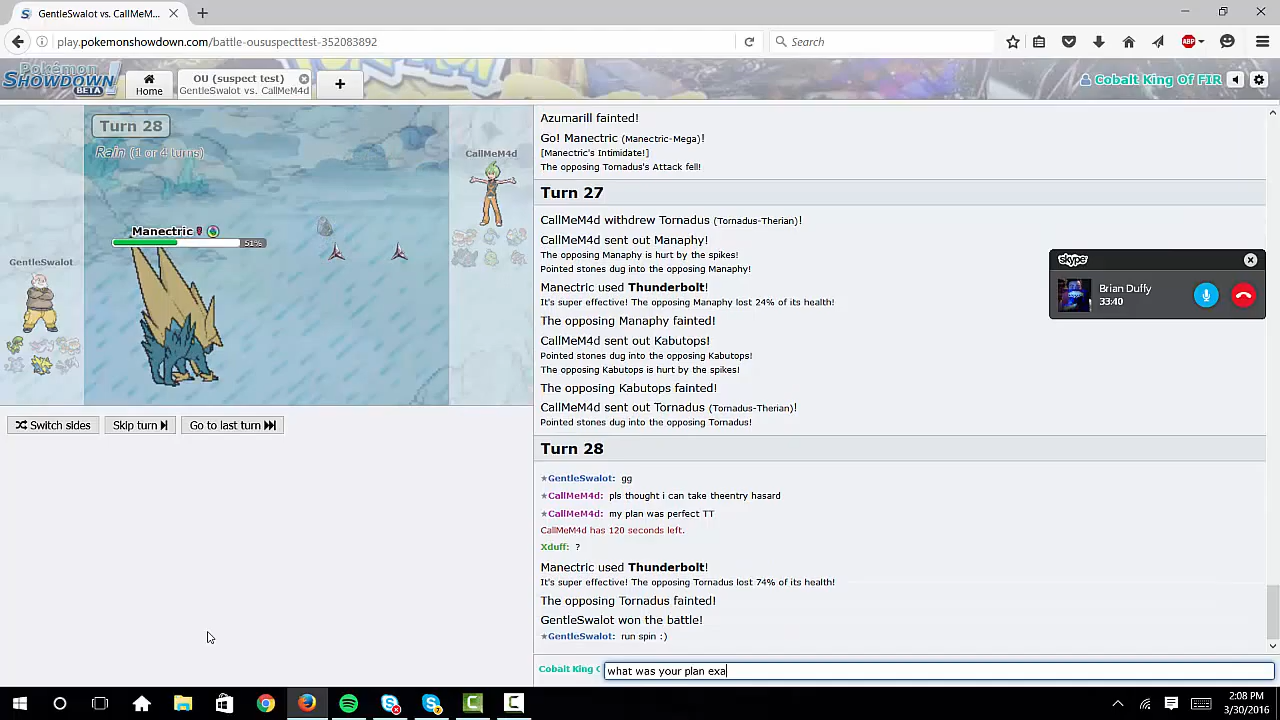 GentleSwalot vs. CallMeM...
play.pokemonshowdown.com/battle-oususpecttest-352083892
Search
ABP
Pokémon
SHOWDOWN!
BETA
Home
OU (suspect test)
GentleSwalot vs. CallMeM4d
Cobalt King Of FIR
Turn 28
Rain (1 or 4 turns)
CallMeM4d
Manectric
51%
GentleSwalot
Switch sides
Skip turn
Go to last turn
Azumarill fainted!
Go! Manectric (Manectric-Mega)!
[Manectric's Intimidate!]
The opposing Tornadus's Attack fell!
Turn 27
CallMeM4d withdrew Tornadus (Tornadus-Therian)!
CallMeM4d sent out Manaphy!
The opposing Manaphy is hurt by the spikes!
Pointed stones dug into the opposing Manaphy!
Manectric used Thunderbolt!
It's super effective! The opposing Manaphy lost 24% of its health!
The opposing Manaphy fainted!
CallMeM4d sent out Kabutops!
Pointed stones dug into the opposing Kabutops!
The opposing Kabutops is hurt by the spikes!
The opposing Kabutops fainted!
CallMeM4d sent out Tornadus (Tornadus-Therian)!
Pointed stones dug into the opposing Tornadus!
Turn 28
★GentleSwalot: gg
★CallMeM4d: pls thought i can take theentry hasard
★CallMeM4d: my plan was perfect TT
CallMeM4d has 120 seconds left.
Xduff: ?
Manectric used Thunderbolt!
It's super effective! The opposing Tornadus lost 74% of its health!
The opposing Tornadus fainted!
GentleSwalot won the battle!
★GentleSwalot: run spin :)
Cobalt King what was your plan exa
skype
Brian Duffy
33:40
2:08 PM
3/30/2016